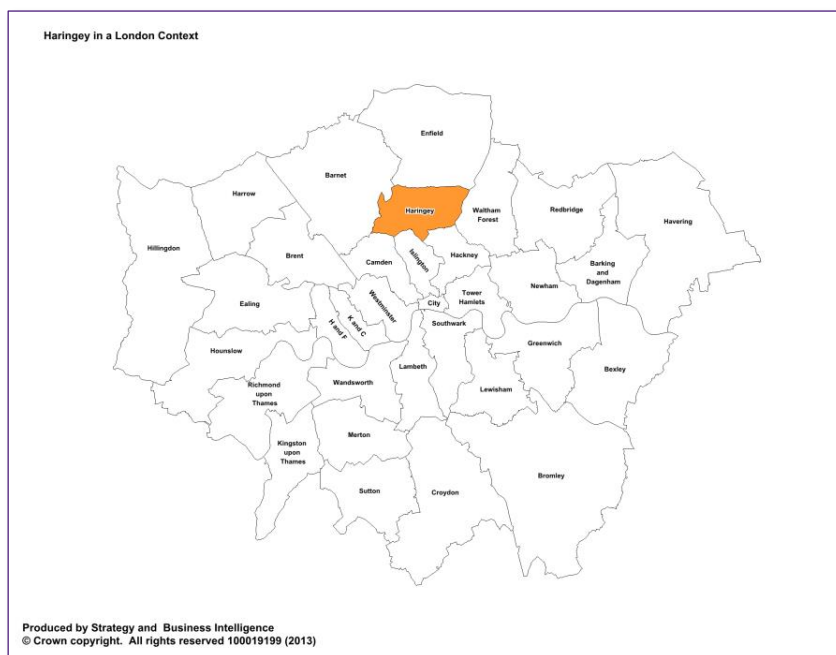 Haringey in a London Context
Enfield
Barnet
Harrow
Haringey
Waltham
Forest
Redbridge
Havering
Hillingdon
Brent
Camden
Islington
Hackney
Barking
and
Dagenham
Newham
Ealing
Westminster
City
Tower
Hamlets
K and C
H and F
Southwark
Greenwich
Hounslow
Lambeth
Bexley
Richmond
upon
Thames
Wandsworth
Lewisham
Merton
Kingston
upon
Thames
Sutton
Croydon
Bromley
Produced by Strategy and  Business Intelligence
© Crown copyright.  All rights reserved 100019199 (2013)